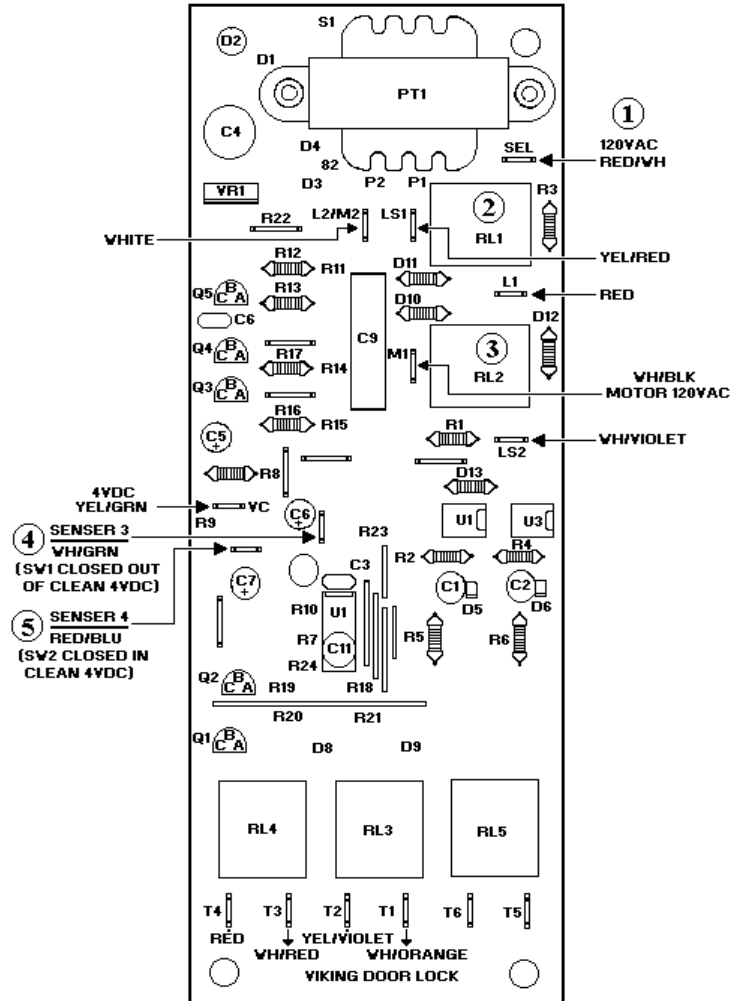 S1
D2
D1
PT1
1
C4
120VAC
RED/WH
SEL
D4
82
D3
P2
P1
R3
VR1
L2/M2
LS1
2
RL1
R22
WHITE
YEL/RED
R12
R11
D11
L1
RED
Q5
B
C A
R13
D10
C6
D12
C9
Q4
B
C A
R17
R14
M1
3
RL2
Q3
B
C A
WH/BLK
MOTOR 120VAC
R16
R15
C5
+
R1
WH/VIOLET
LS2
R8
D13
4VDC
YEL/GRN
VC
R9
C6
+
U1
U3
4
SENSER 3
WH/GRN
(SW1 CLOSED OUT
OF CLEAN 4VDC)
R23
R2
R4
C7
+
C3
C1
D5
C2
D6
5
SENSER 4
RED/BLU
(SW2 CLOSED IN
CLEAN 4VDC)
R10
U1
R7
C11
R5
R6
R24
Q2
B
C A
R19
R18
R20
R21
Q1
B
C A
D8
D9
RL4
RL3
RL5
T4
T3
T2
T1
T6
T5
RED
YEL/VIOLET
WH/RED
WH/ORANGE
VIKING DOOR LOCK